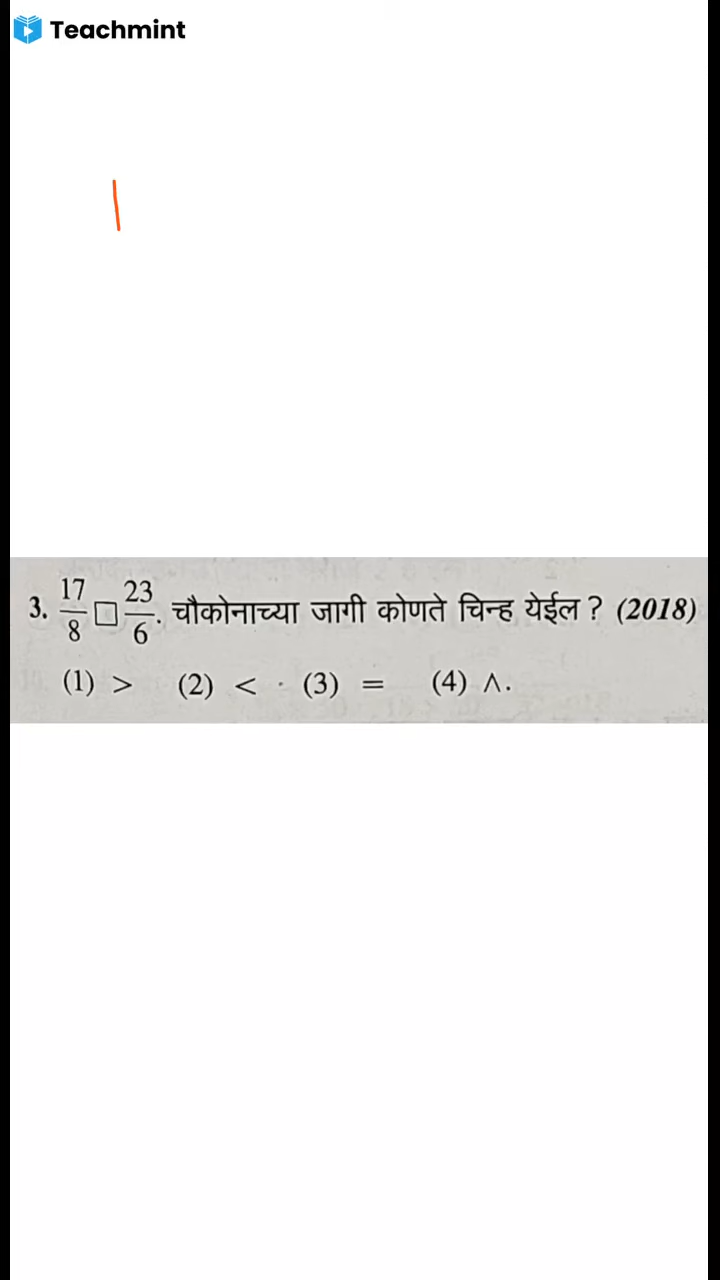 Teachmint
3. 17/8 □ 23/6. चौकोनाच्या जागी कोणते चिन्ह येईल ? (2018)
(1) > (2) < (3) = (4) ∧.